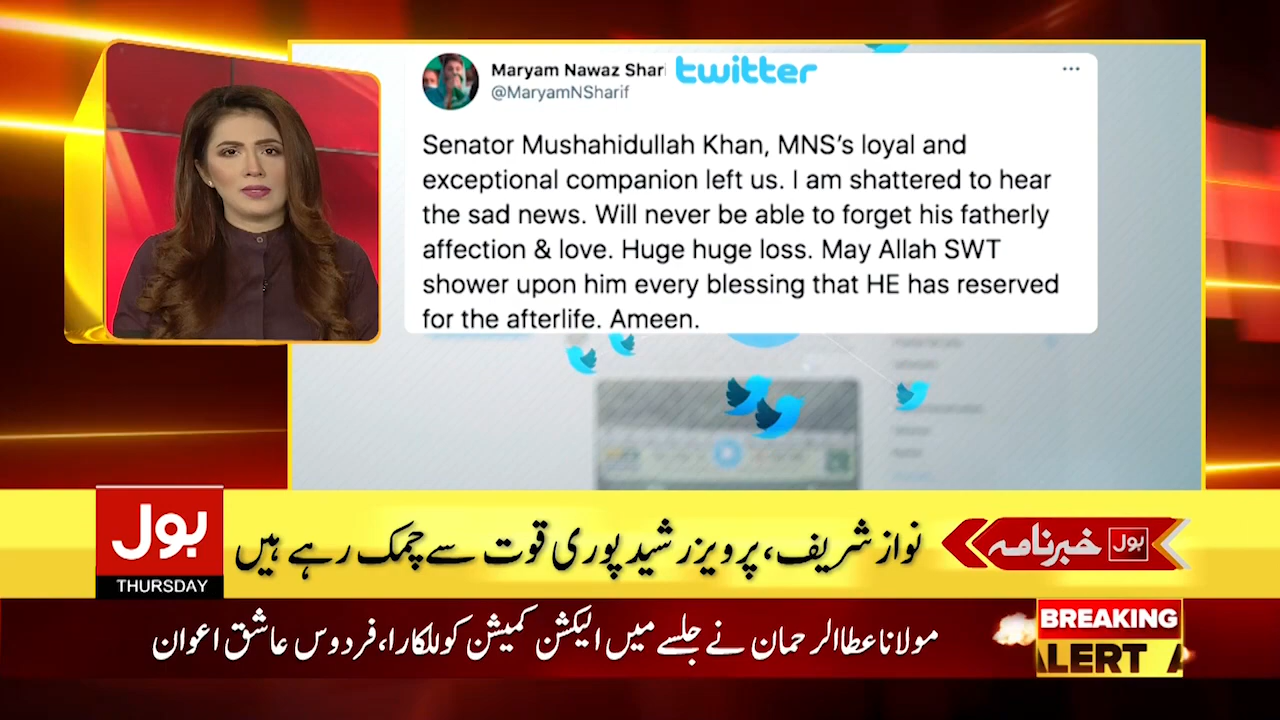 Maryam Nawaz Shari
twitter
@MaryamNSharif
Senator Mushahidullah Khan, MNS’s loyal and
exceptional companion left us. I am shattered to hear
the sad news. Will never be able to forget his fatherly
affection & love. Huge huge loss. May Allah SWT
shower upon him every blessing that HE has reserved
for the afterlife. Ameen.
بول
THURSDAY
نواز شریف، پرویز رشید پوری قوت سے چمک رہے ہیں
بول خبرنامہ
مولانا عطاالرحمان نے جلسے میں الیکشن کمیشن کو للکارا، فردوس عاشق اعوان
BREAKING
ALERT A